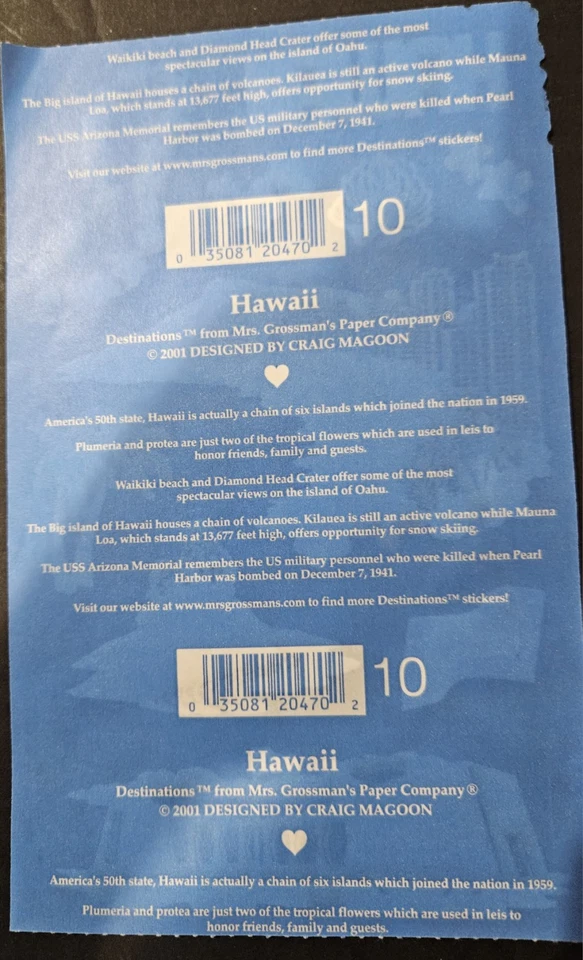 Waikiki beach and Diamond Head Crater offer some of the most
spectacular views on the island of Oahu.
The Big island of Hawaii houses a chain of volcanoes. Kilauea is still an active volcano while Mauna
Loa, which stands at 13,677 feet high, offers opportunity for snow skiing.
The USS Arizona Memorial remembers the US military personnel who were killed when Pearl
Harbor was bombed on December 7, 1941.
Visit our website at www.mrsgrossmans.com to find more Destinations™ stickers!
0 35081 20470 2 10
Hawaii
Destinations™ from Mrs. Grossman's Paper Company®
© 2001 DESIGNED BY CRAIG MAGOON
America's 50th state, Hawaii is actually a chain of six islands which joined the nation in 1959.
Plumeria and protea are just two of the tropical flowers which are used in leis to
honor friends, family and guests.
Waikiki beach and Diamond Head Crater offer some of the most
spectacular views on the island of Oahu.
The Big island of Hawaii houses a chain of volcanoes. Kilauea is still an active volcano while Mauna
Loa, which stands at 13,677 feet high, offers opportunity for snow skiing.
The USS Arizona Memorial remembers the US military personnel who were killed when Pearl
Harbor was bombed on December 7, 1941.
Visit our website at www.mrsgrossmans.com to find more Destinations™ stickers!
0 35081 20470 2 10
Hawaii
Destinations™ from Mrs. Grossman's Paper Company®
© 2001 DESIGNED BY CRAIG MAGOON
America's 50th state, Hawaii is actually a chain of six islands which joined the nation in 1959.
Plumeria and protea are just two of the tropical flowers which are used in leis to
honor friends, family and guests.